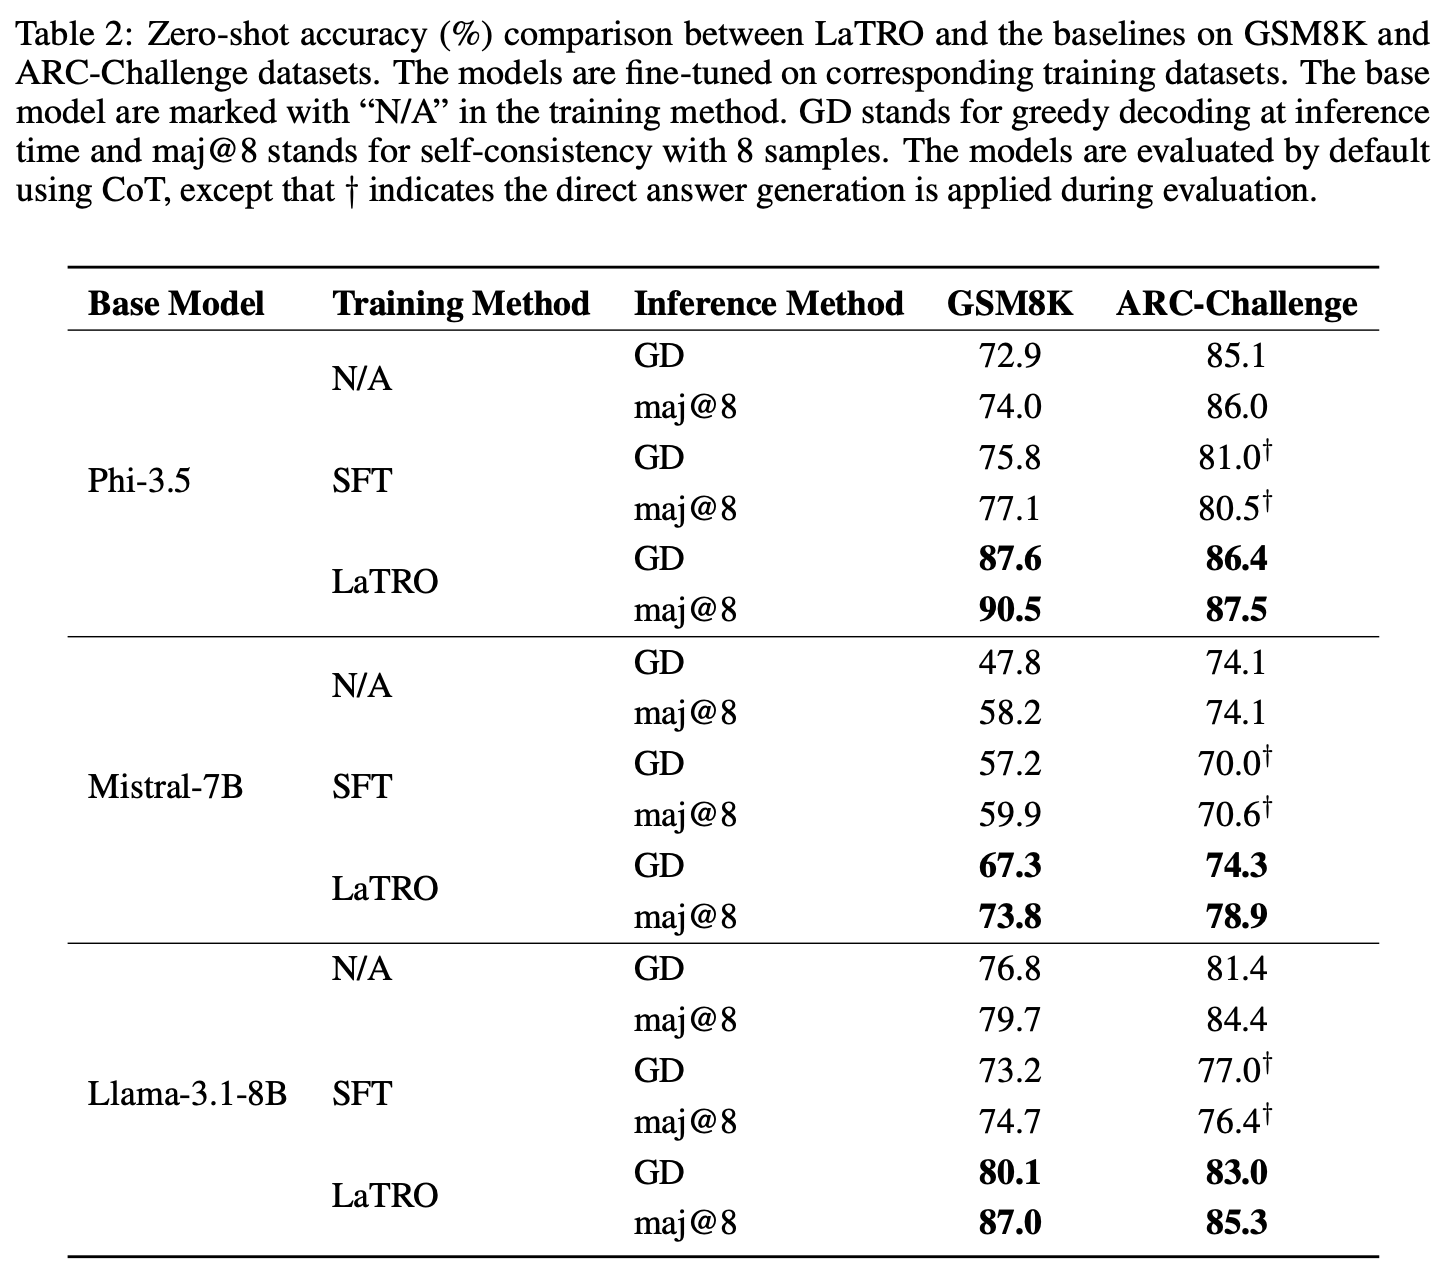 Table 2: Zero-shot accuracy (%) comparison between LaTRO and the baselines on GSM8K and
ARC-Challenge datasets. The models are fine-tuned on corresponding training datasets. The base
model are marked with “N/A” in the training method. GD stands for greedy decoding at inference
time and maj@8 stands for self-consistency with 8 samples. The models are evaluated by default
using CoT, except that † indicates the direct answer generation is applied during evaluation.
Base Model Training Method Inference Method GSM8K ARC-Challenge
GD 72.9 85.1
N/A
maj@8 74.0 86.0
GD 75.8 81.0†
Phi-3.5 SFT
maj@8 77.1 80.5†
GD 87.6 86.4
LaTRO
maj@8 90.5 87.5
GD 47.8 74.1
N/A
maj@8 58.2 74.1
GD 57.2 70.0†
Mistral-7B SFT
maj@8 59.9 70.6†
GD 67.3 74.3
LaTRO
maj@8 73.8 78.9
N/A GD 76.8 81.4
maj@8 79.7 84.4
GD 73.2 77.0†
Llama-3.1-8B SFT
maj@8 74.7 76.4†
GD 80.1 83.0
LaTRO
maj@8 87.0 85.3